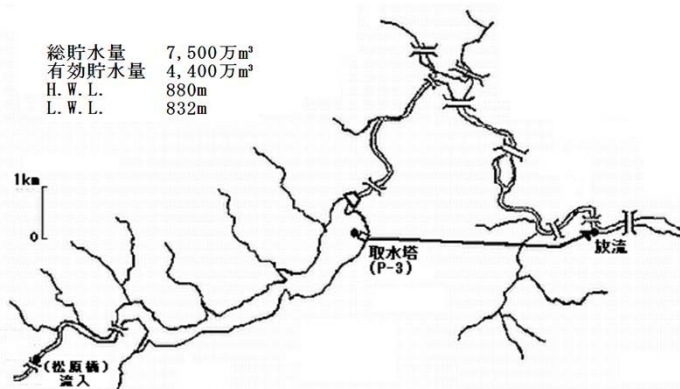 総貯水量 7,500万m³
有効貯水量 4,400万m³
H.W.L. 880m
L.W.L. 832m
1km
0
取水塔
(P-3)
放流
(松原橋)
流入